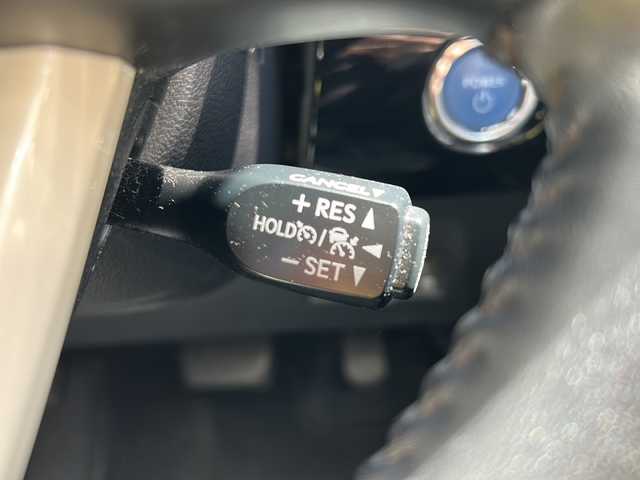 POWER
CANCEL
+ RES
HOLD /
- SET